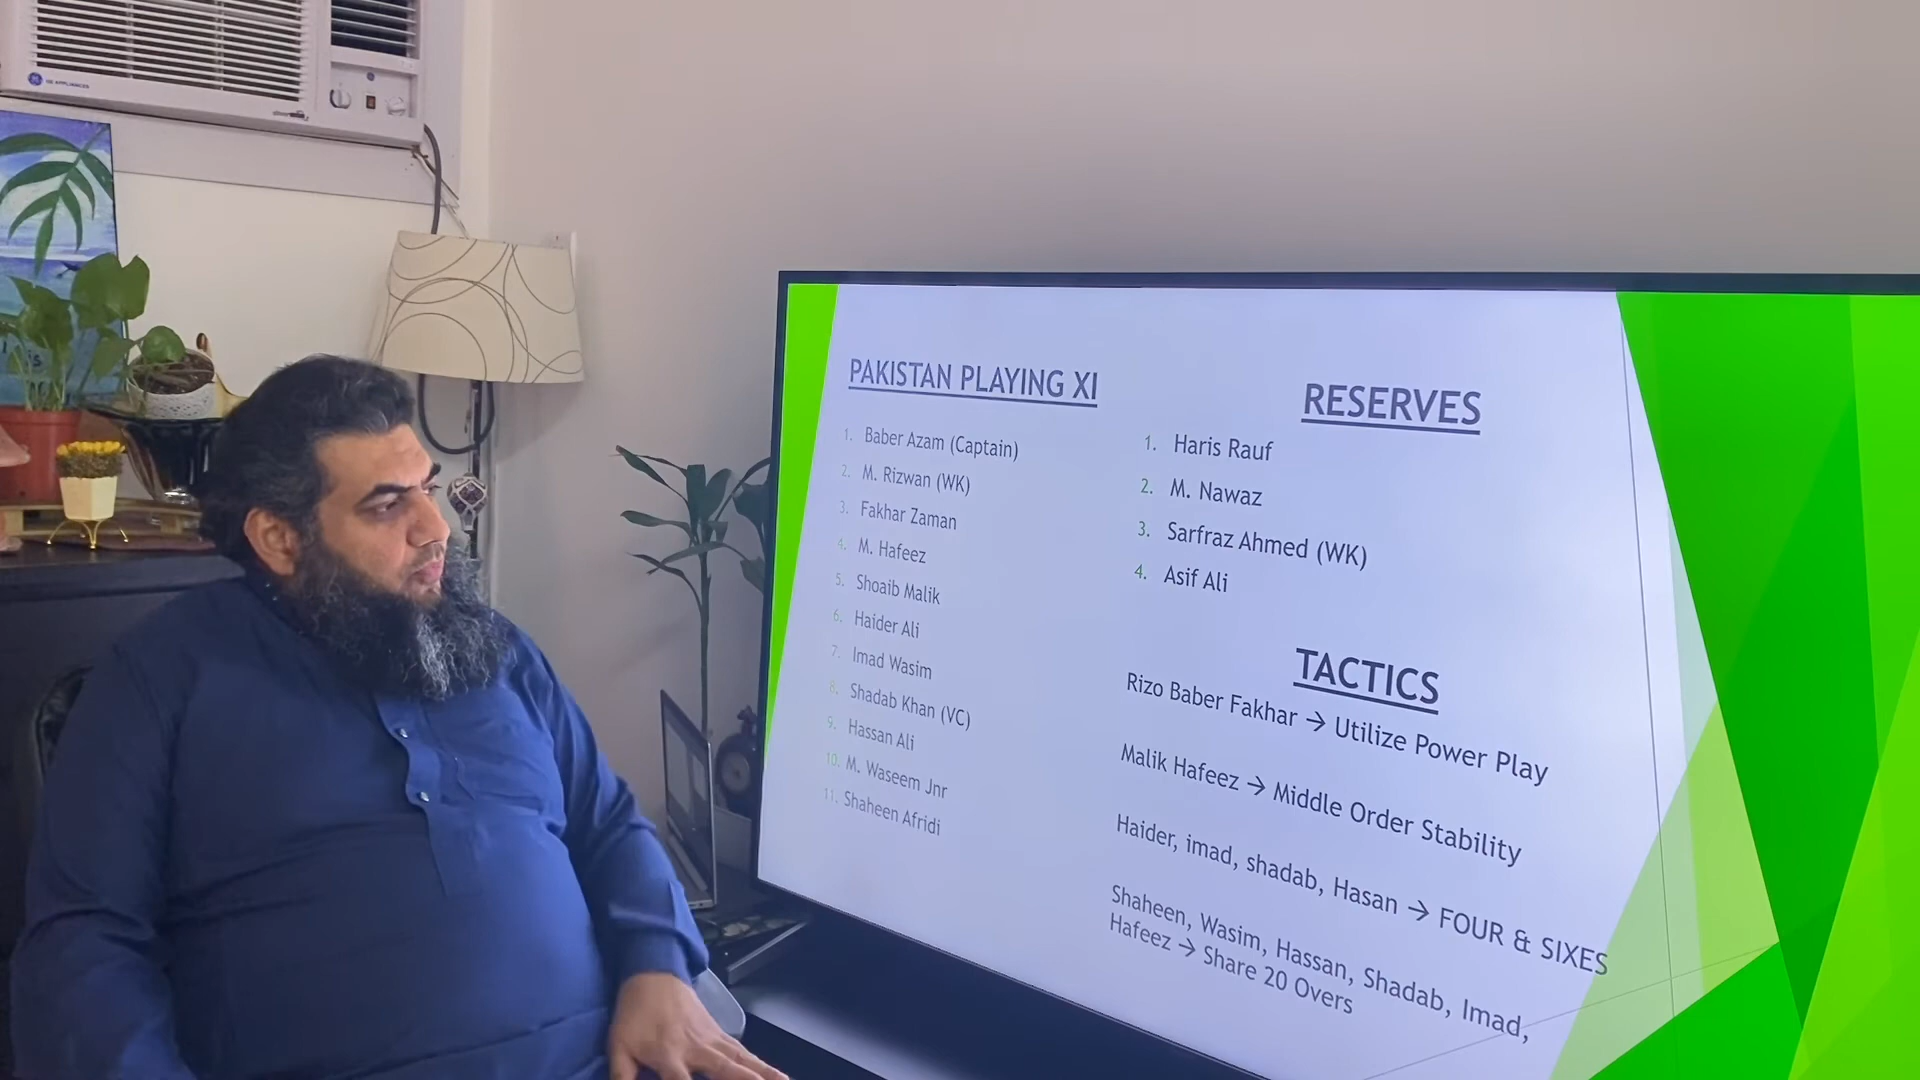 GE APPLIANCES
is
PAKISTAN PLAYING XI
1. Baber Azam (Captain)
2. M. Rizwan (WK)
3. Fakhar Zaman
4. M. Hafeez
5. Shoaib Malik
6. Haider Ali
7. Imad Wasim
8. Shadab Khan (VC)
9. Hassan Ali
10. M. Waseem Jnr
11. Shaheen Afridi
RESERVES
1. Haris Rauf
2. M. Nawaz
3. Sarfraz Ahmed (WK)
4. Asif Ali
TACTICS
Rizo Baber Fakhar → Utilize Power Play
Malik Hafeez → Middle Order Stability
Haider, imad, shadab, Hasan → FOUR & SIXES
Shaheen, Wasim, Hassan, Shadab, Imad,
Hafeez → Share 20 Overs